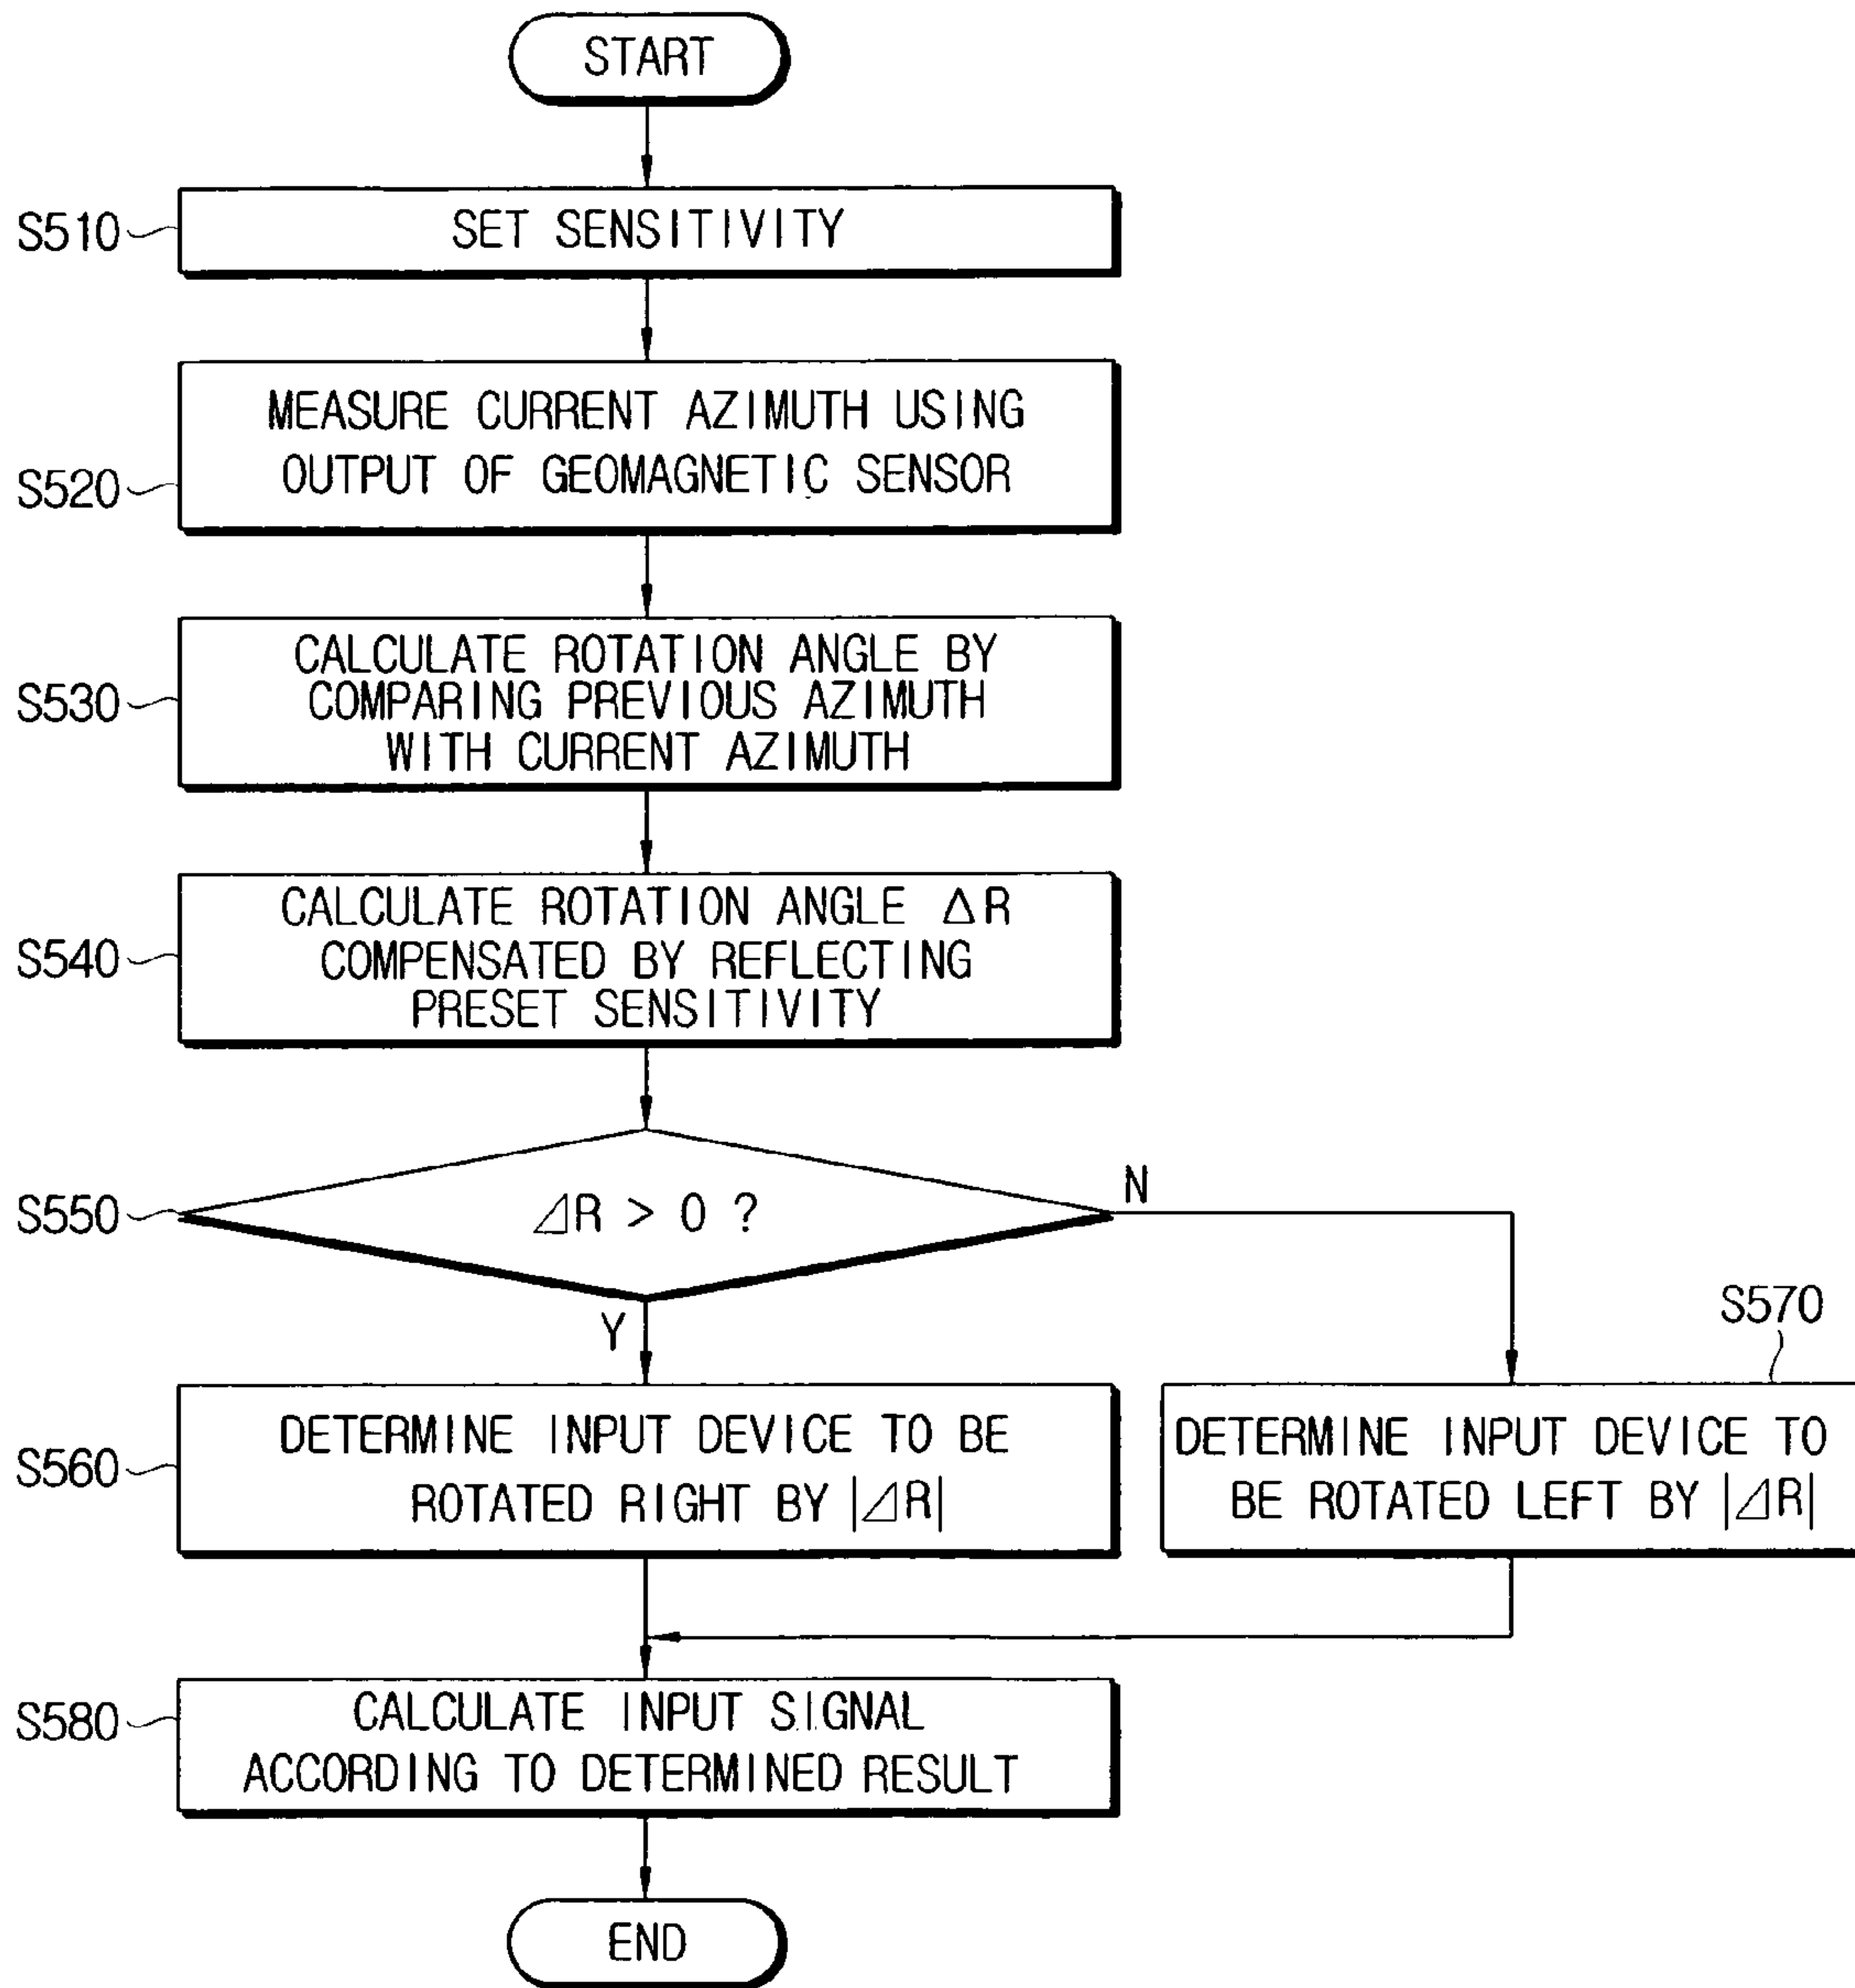 START
S510
SET SENSITIVITY
S520
MEASURE CURRENT AZIMUTH USING
OUTPUT OF GEOMAGNETIC SENSOR
S530
CALCULATE ROTATION ANGLE BY
COMPARING PREVIOUS AZIMUTH
WITH CURRENT AZIMUTH
S540
CALCULATE ROTATION ANGLE △R
COMPENSATED BY REFLECTING
PRESET SENSITIVITY
S550
⊿R > 0 ?
N
Y
S560
DETERMINE INPUT DEVICE TO BE
ROTATED RIGHT BY |⊿R|
S570
DETERMINE INPUT DEVICE TO
BE ROTATED LEFT BY |⊿R|
S580
CALCULATE INPUT SIGNAL
ACCORDING TO DETERMINED RESULT
END